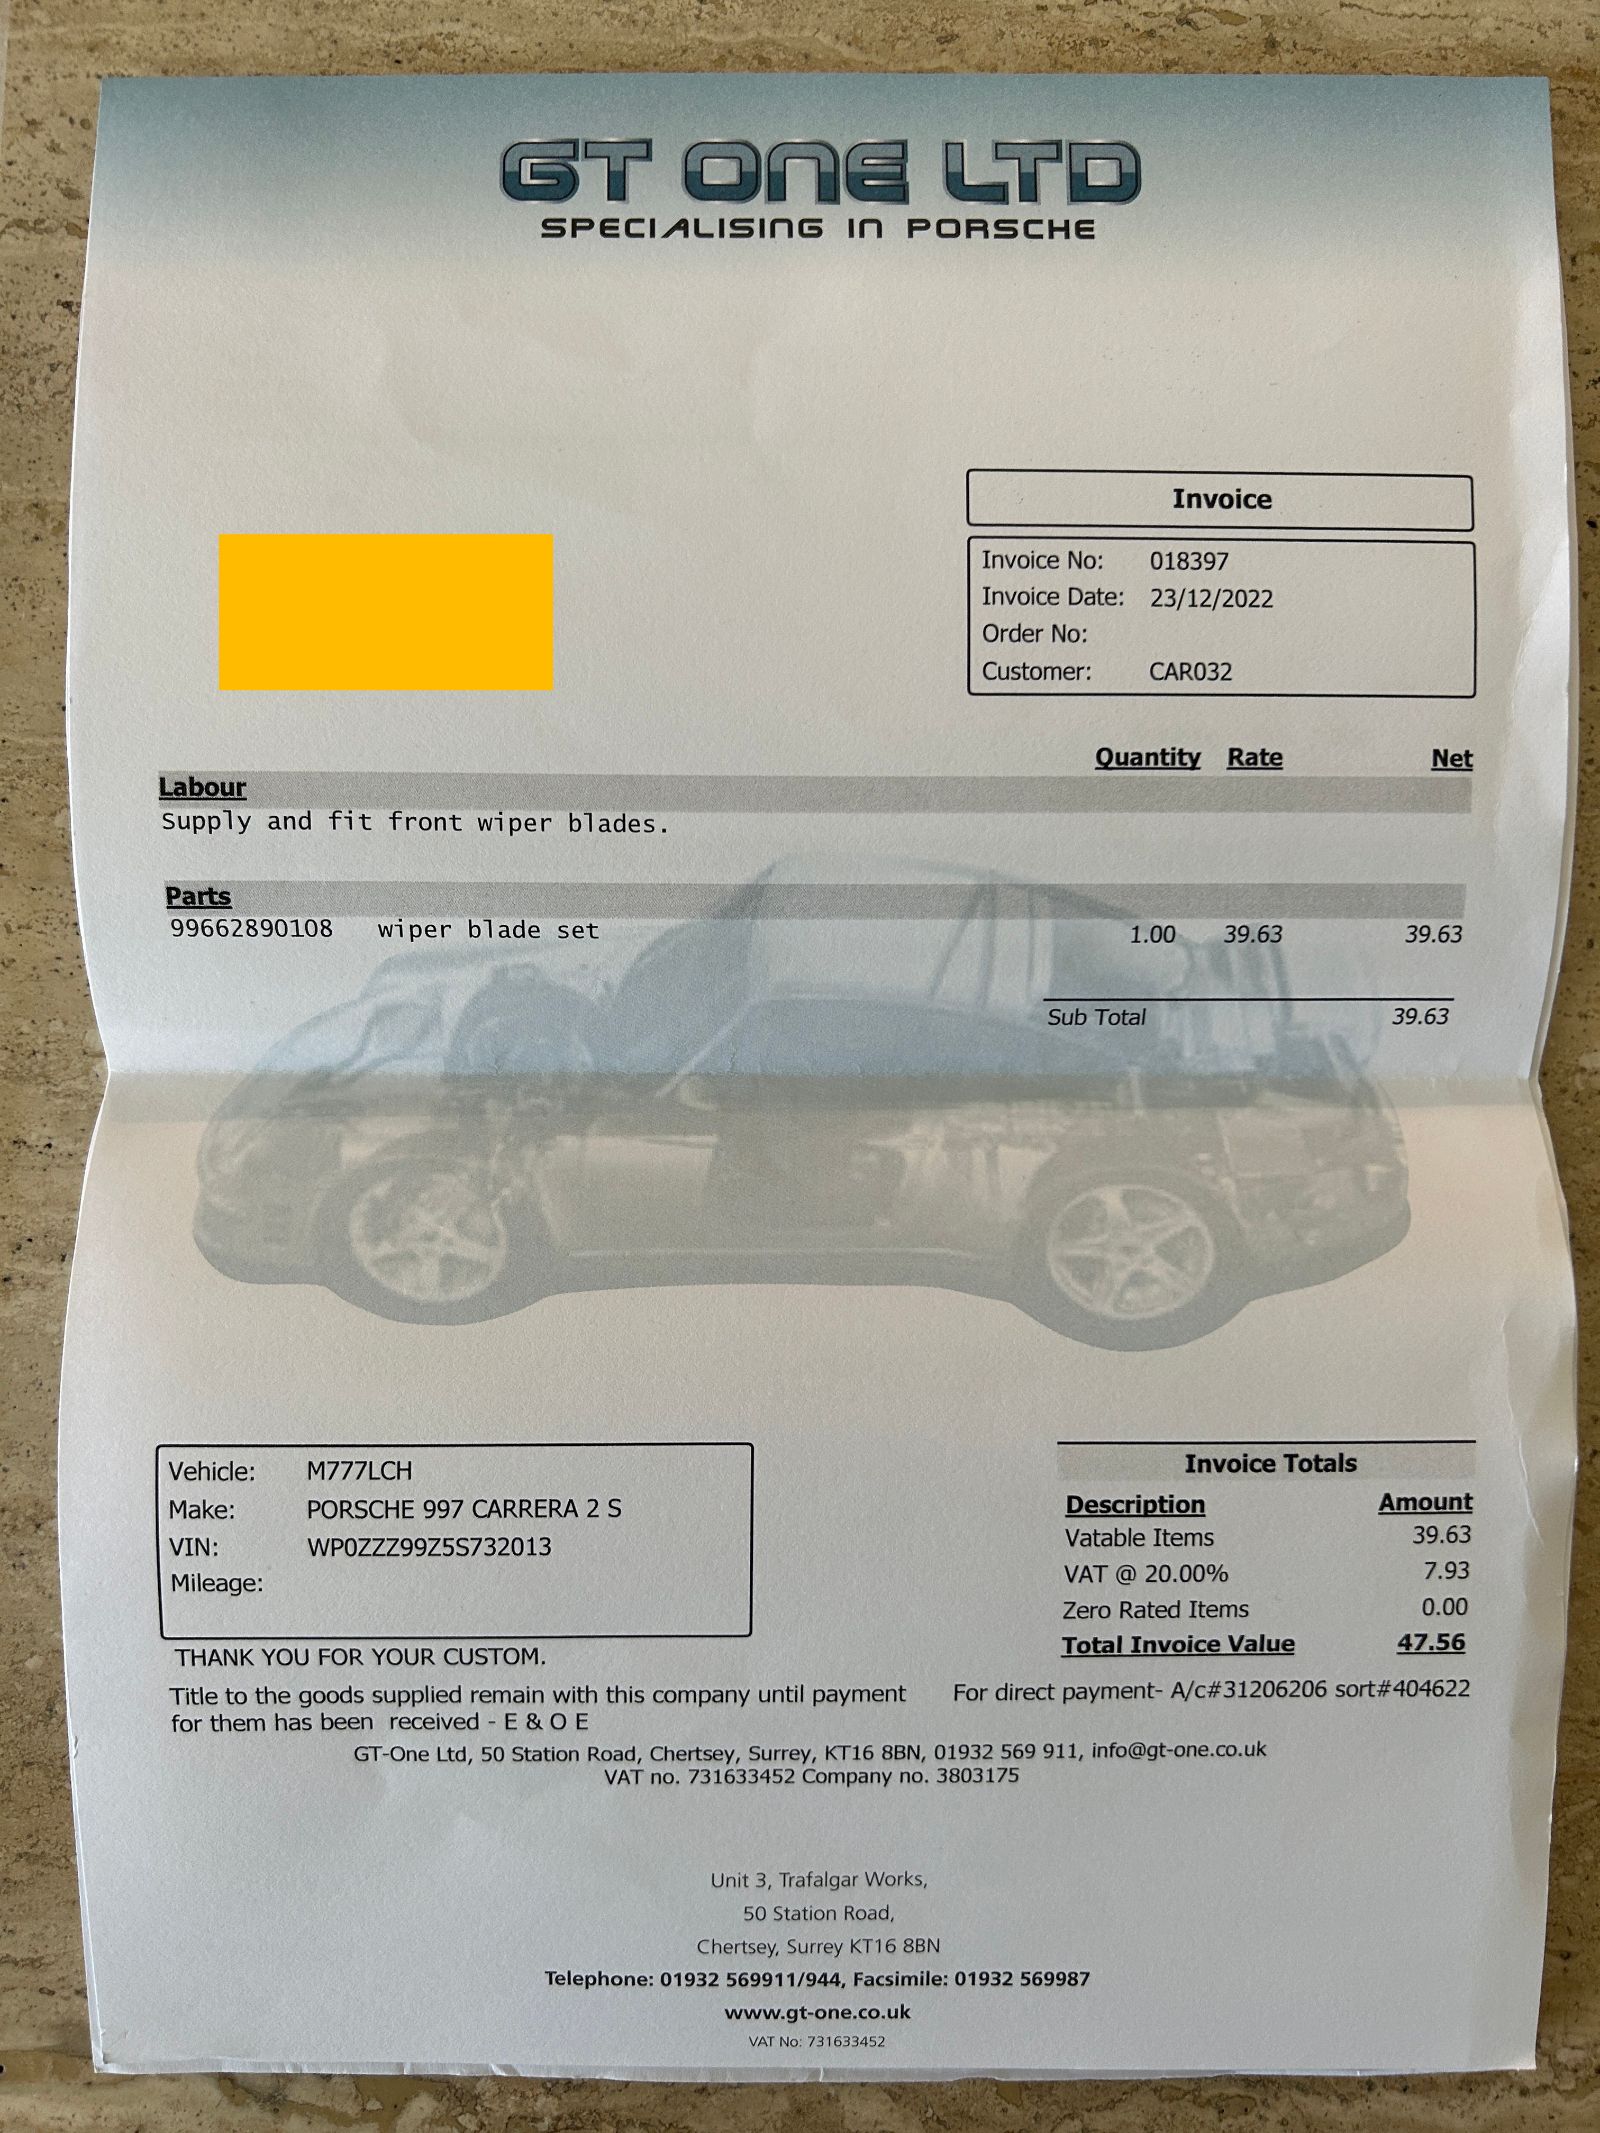 GT ONE LTD
SPECIALISING IN PORSCHE
Invoice
Invoice No: 018397
Invoice Date: 23/12/2022
Order No:
Customer: CAR032
Quantity Rate Net
Labour
Supply and fit front wiper blades.
Parts
99662890108 wiper blade set 1.00 39.63 39.63
Sub Total 39.63
Vehicle: M777LCH
Make: PORSCHE 997 CARRERA 2 S
VIN: WP0ZZZ99Z5S732013
Mileage:
Invoice Totals
Description Amount
Vatable Items 39.63
VAT @ 20.00% 7.93
Zero Rated Items 0.00
Total Invoice Value 47.56
THANK YOU FOR YOUR CUSTOM.
Title to the goods supplied remain with this company until payment
for them has been received - E & O E
For direct payment- A/c#31206206 sort#404622
GT-One Ltd, 50 Station Road, Chertsey, Surrey, KT16 8BN, 01932 569 911, info@gt-one.co.uk
VAT no. 731633452 Company no. 3803175
Unit 3, Trafalgar Works,
50 Station Road,
Chertsey, Surrey KT16 8BN
Telephone: 01932 569911/944, Facsimile: 01932 569987
www.gt-one.co.uk
VAT No: 731633452